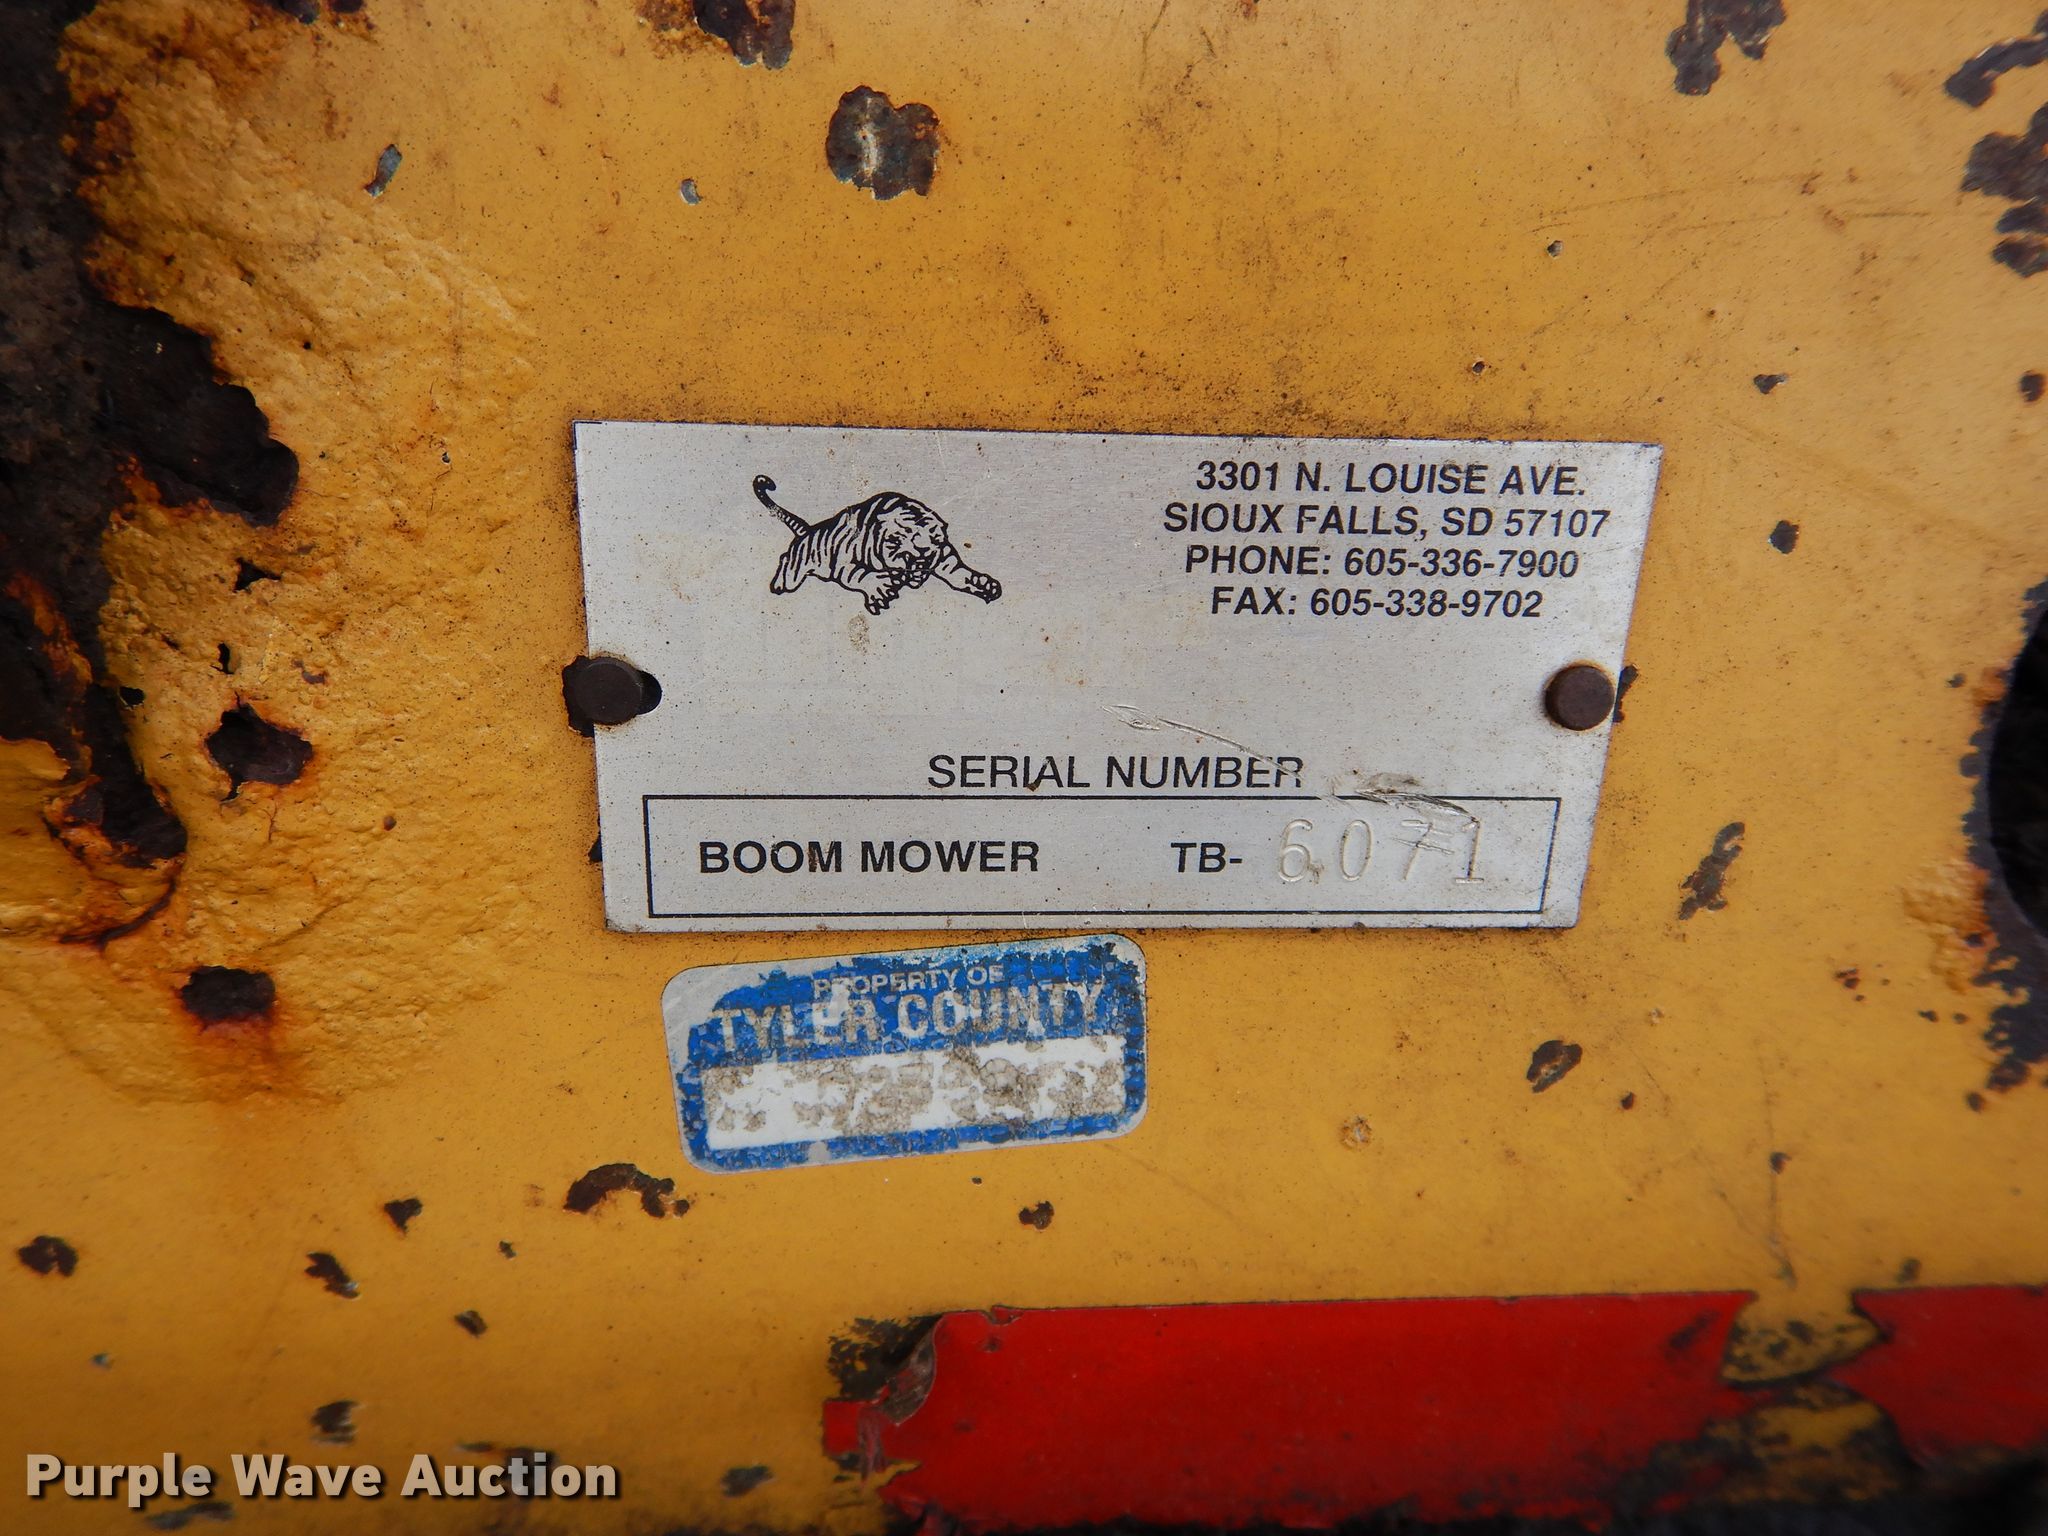 3301 N. LOUISE AVE.
SIOUX FALLS, SD 57107
PHONE: 605-336-7900
FAX: 605-338-9702
SERIAL NUMBER
BOOM MOWER TB- 6071
PROPERTY OF
TYLER COUNTY
Purple Wave Auction